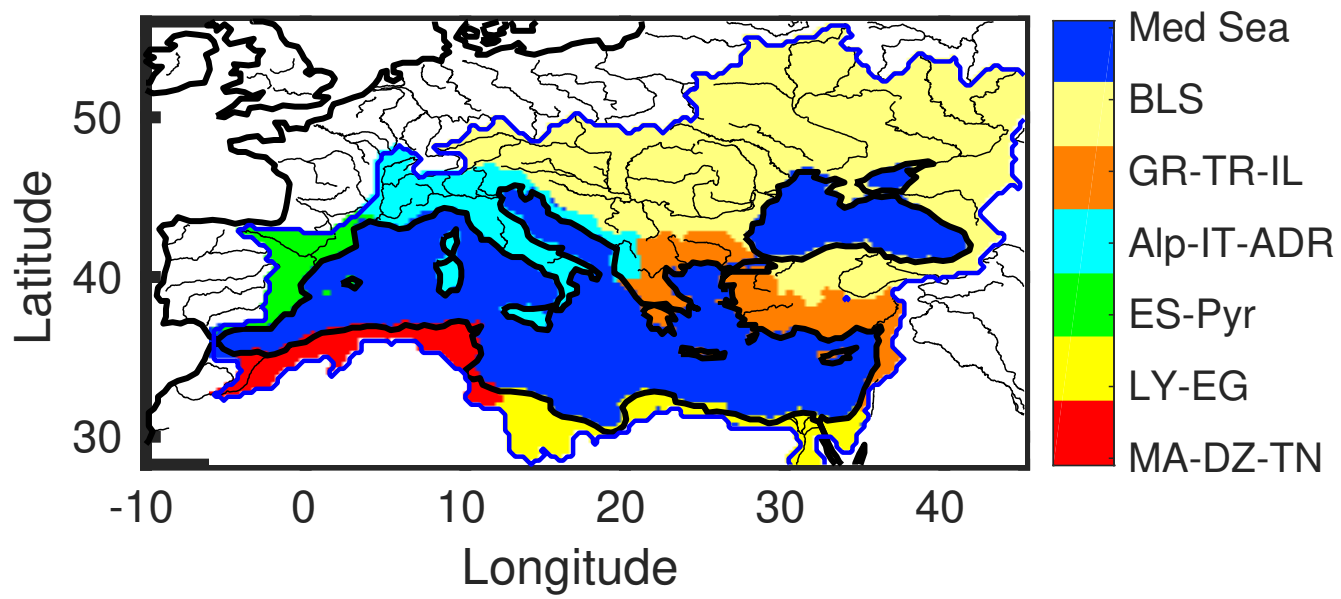 50
40
30
Latitude
-10 0 10 20 30 40
Longitude
Med Sea
BLS
GR-TR-IL
Alp-IT-ADR
ES-Pyr
LY-EG
MA-DZ-TN